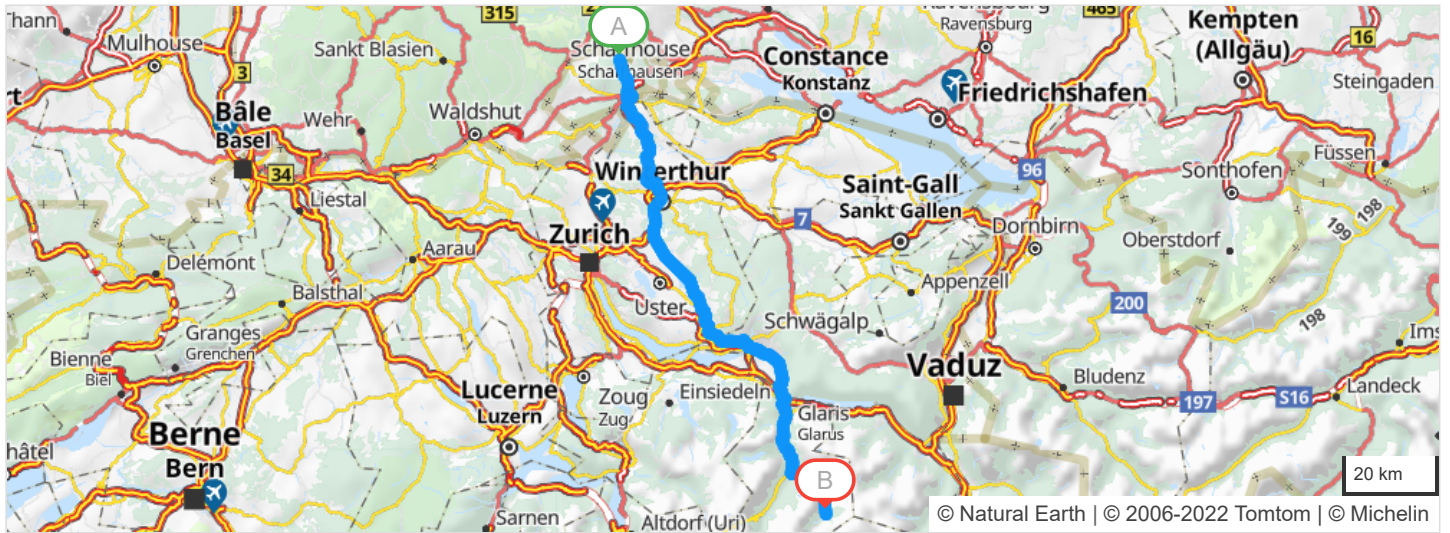 Thann
Mulhouse
Sankt Blasien
315
2
A
Schaffhouse
Schaffhausen
Constance
Konstanz
Ravensburg
Ravensburg
465
Kempten
(Allgäu)
16
Steingaden
3
Bâle
Basel
Wehr
Waldshut
Friedrichshafen
34
Liestal
Winterthur
Saint-Gall
Sankt Gallen
96
Sonthofen
Füssen
Zurich
7
Dornbirn
Oberstdorf
199
198
Delémont
Aarau
Appenzell
Balsthal
Uster
Schwägalp
200
198
Granges
Grenchen
Bienne
Biel
Vaduz
Bludenz
Landeck
197
S16
Lucerne
Luzern
Zoug
Zug
Einsiedeln
Glaris
Glarus
Berne
Bern
B
Sarnen
Altdorf (Uri)
20 km
© Natural Earth | © 2006-2022 Tomtom | © Michelin